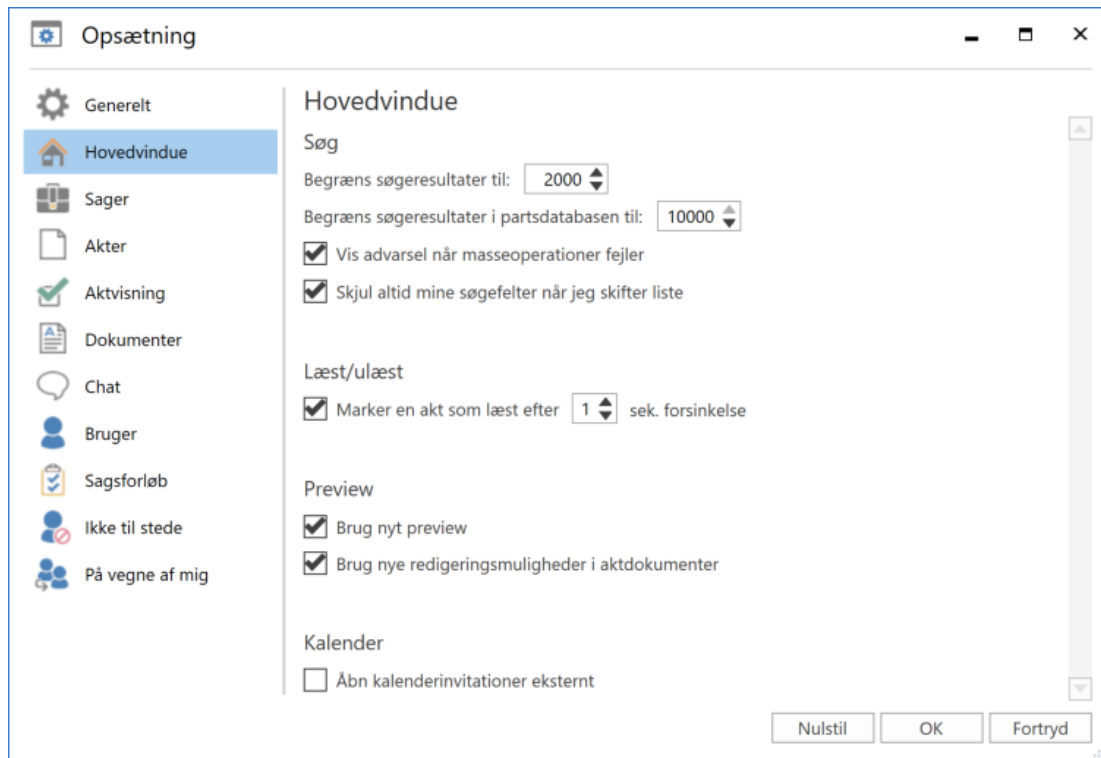 Opsætning
Generelt
Hovedvindue
Sager
Akter
Aktvisning
Dokumenter
Chat
Bruger
Sagsforløb
Ikke til stede
På vegne af mig
Hovedvindue
Søg
Begræns søgeresultater til: 2000
Begræns søgeresultater i partsdatabasen til: 10000
Vis advarsel når masseoperationer fejler
Skjul altid mine søgefelter når jeg skifter liste
Læst/ulæst
Marker en akt som læst efter 1 sek. forsinkelse
Preview
Brug nyt preview
Brug nye redigeringsmuligheder i aktdokumenter
Kalender
Åbn kalenderinvitationer eksternt
Nulstil OK Fortryd